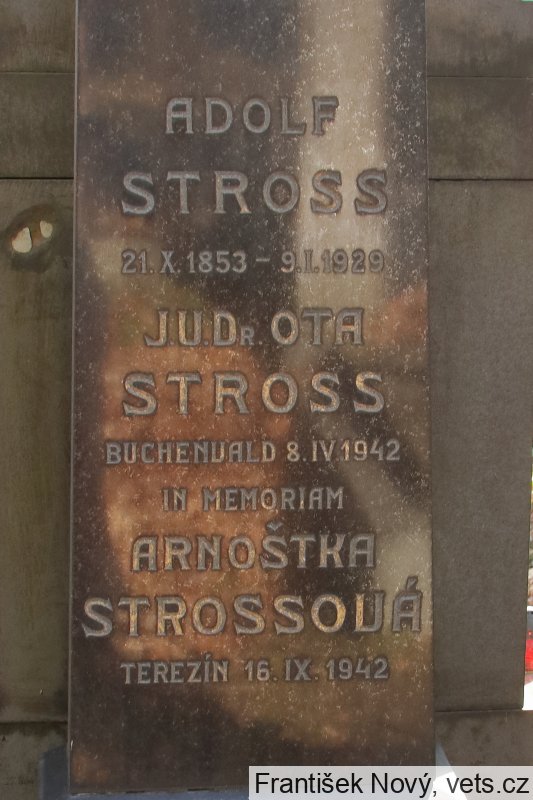 ADOLF
STROSS
21. X. 1853 – 9. I. 1929
J.U.DR. OTA
STROSS
BUCHENVALD 8. IV. 1942
IN MEMORIAM
ARNOŠTKA
STROSSOVÁ
TEREZÍN 16. IX. 1942
František Nový, vets.cz